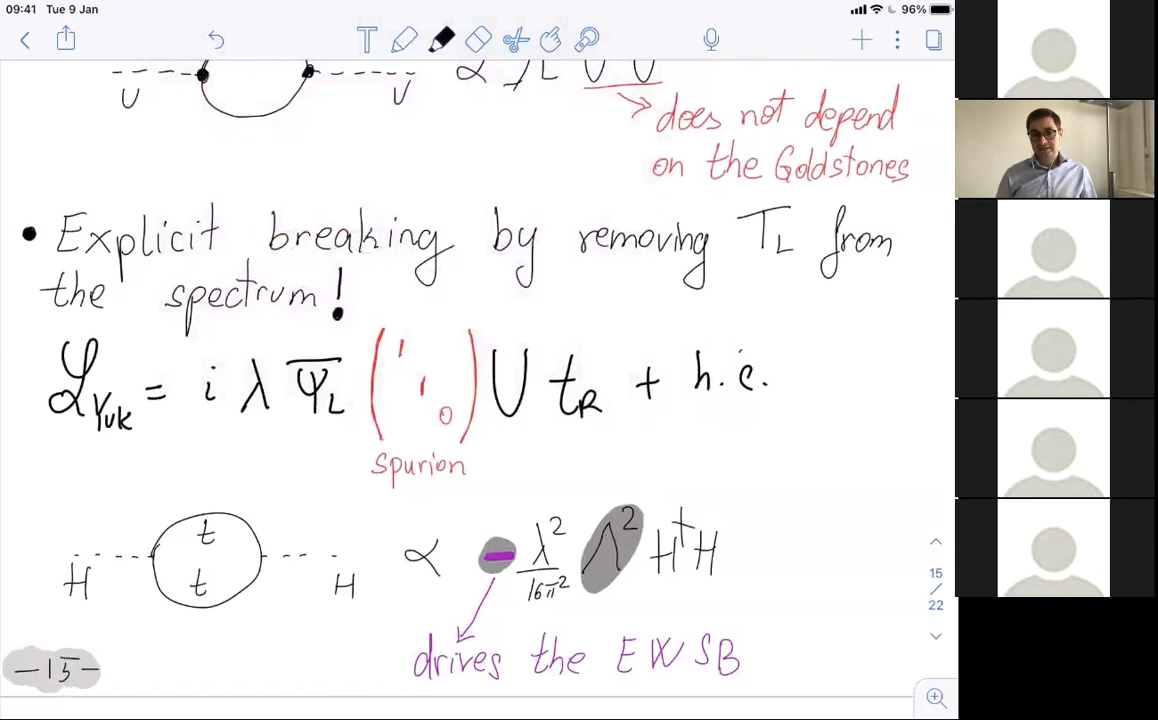 09:41 Tue 9 Jan
96%
T
U U
does not depend
on the Goldstones
• Explicit breaking by removing T_L from
the spectrum!
ℒ_Yuk = i λ Ψ̄_L (1 1 0) U t_R + h.c.
spurion
t
H H ∝ - λ²/16π² Λ² H†H
t
drives the EWSB
-15-
15
/
22